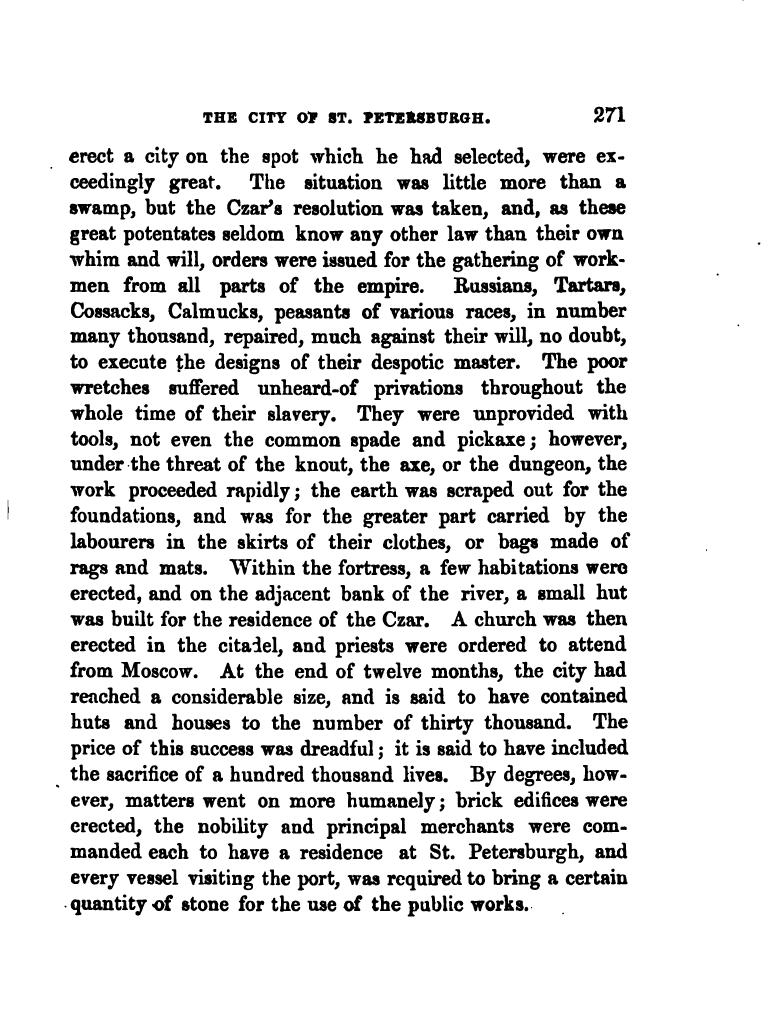 THE CITY OF ST. PETERSBURGH. 271
erect a city on the spot which he had selected, were ex-
ceedingly great. The situation was little more than a
swamp, but the Czar's resolution was taken, and, as these
great potentates seldom know any other law than their own
whim and will, orders were issued for the gathering of work-
men from all parts of the empire. Russians, Tartars,
Cossacks, Calmucks, peasants of various races, in number
many thousand, repaired, much against their will, no doubt,
to execute the designs of their despotic master. The poor
wretches suffered unheard-of privations throughout the
whole time of their slavery. They were unprovided with
tools, not even the common spade and pickaxe; however,
under the threat of the knout, the axe, or the dungeon, the
work proceeded rapidly; the earth was scraped out for the
foundations, and was for the greater part carried by the
labourers in the skirts of their clothes, or bags made of
rags and mats. Within the fortress, a few habitations were
erected, and on the adjacent bank of the river, a small hut
was built for the residence of the Czar. A church was then
erected in the citadel, and priests were ordered to attend
from Moscow. At the end of twelve months, the city had
reached a considerable size, and is said to have contained
huts and houses to the number of thirty thousand. The
price of this success was dreadful; it is said to have included
the sacrifice of a hundred thousand lives. By degrees, how-
ever, matters went on more humanely; brick edifices were
erected, the nobility and principal merchants were com-
manded each to have a residence at St. Petersburgh, and
every vessel visiting the port, was required to bring a certain
quantity of stone for the use of the public works.